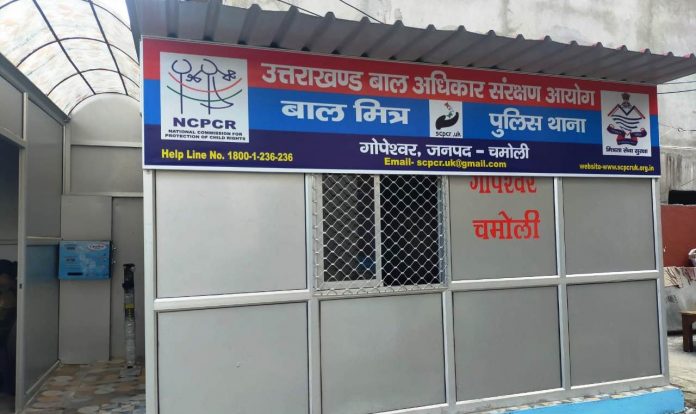 उत्तराखण्ड बाल अधिकार संरक्षण आयोग
NCPCR
NATIONAL COMMISSION FOR
PROTECTION OF CHILD RIGHTS
बाल मित्र
scpcr.uk
पुलिस थाना
मित्रता सेवा सुरक्षा
गोपेश्वर, जनपद - चमोली
Help Line No. 1800-1-236-236
Email- scpcr.uk@gmail.com
website-www.scpcruk.org.in
गोपेश्वर
चमोली